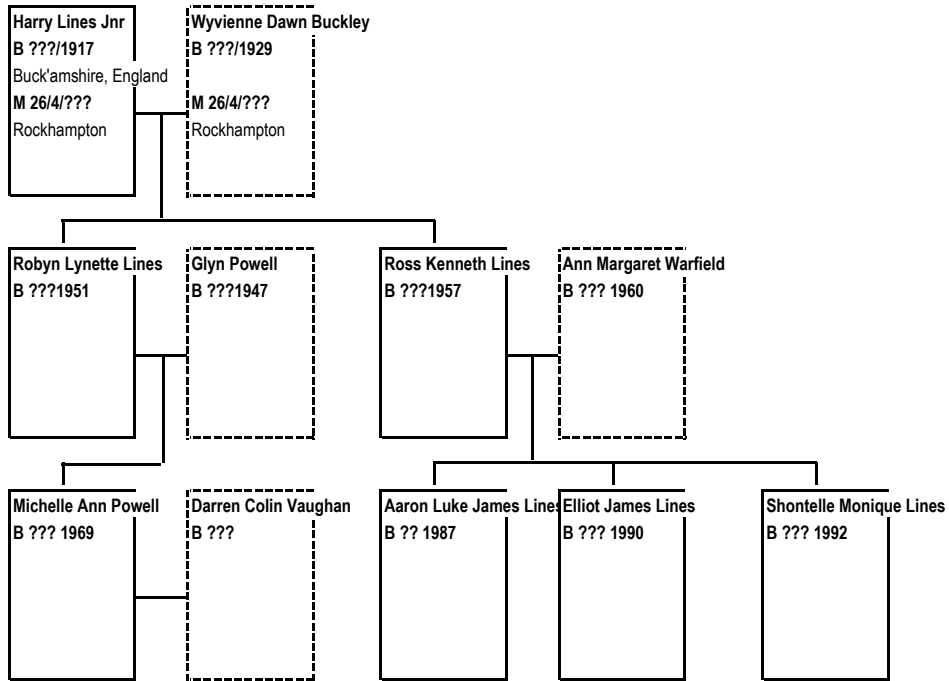 Harry Lines Jnr
B ???/1917
Buck'amshire, England
M 26/4/???
Rockhampton
Wyvienne Dawn Buckley
B ???/1929
M 26/4/???
Rockhampton
Robyn Lynette Lines
B ???1951
Glyn Powell
B ???1947
Ross Kenneth Lines
B ???1957
Ann Margaret Warfield
B ??? 1960
Michelle Ann Powell
B ??? 1969
Darren Colin Vaughan
B ???
Aaron Luke James Lines
B ?? 1987
Elliot James Lines
B ??? 1990
Shontelle Monique Lines
B ??? 1992